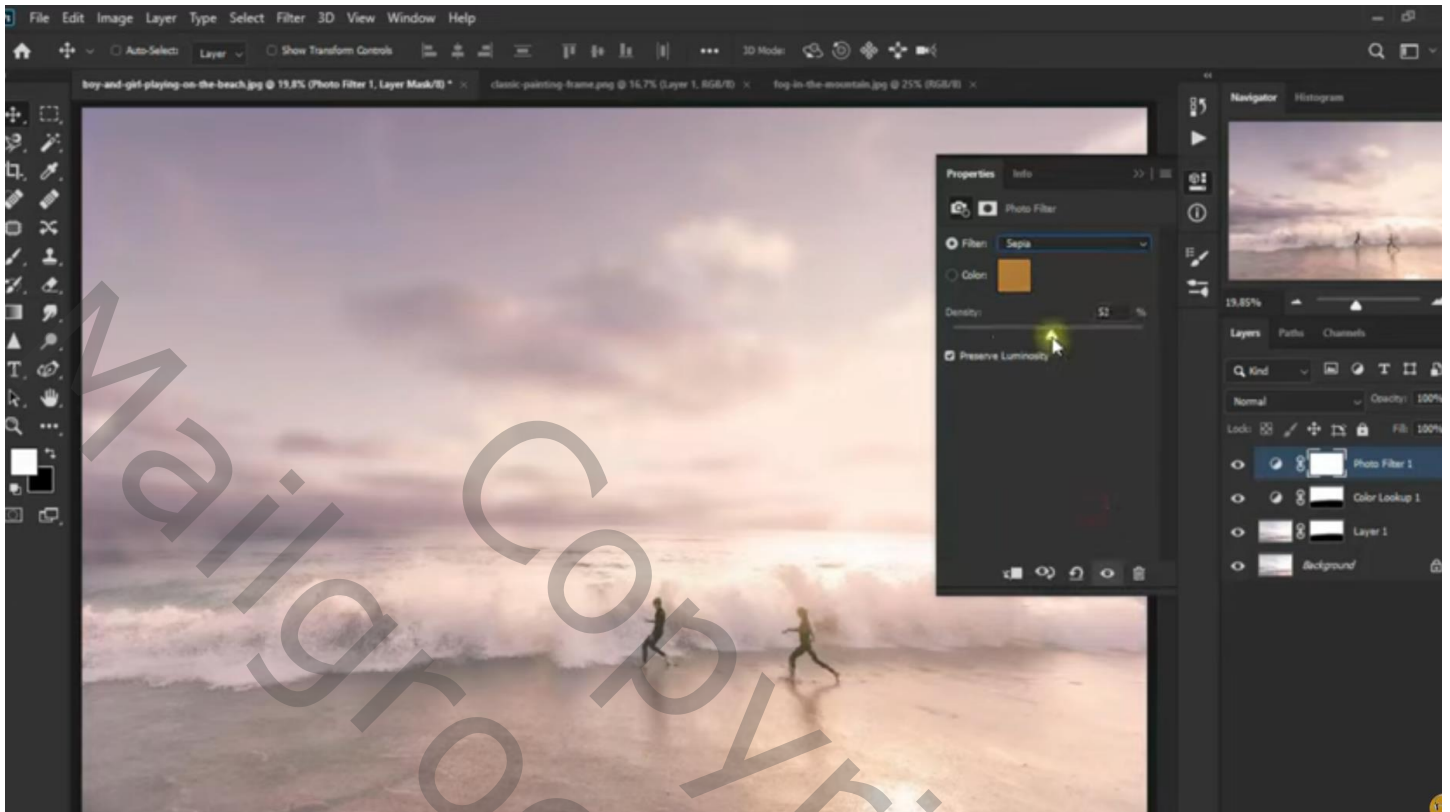 File Edit Image Layer Type Select Filter 3D View Window Help
Auto-Select: Layer Show Transform Controls 3D Mode:
boy-and-girl-playing-on-the-beach.jpg @ 19,8% (Photo Filter 1, Layer Mask/8) * × classic-painting-frame.png @ 16.7% (Layer 1, RGB/8) × fog-in-the-mountain.jpg @ 25% (RGB/8) ×
Navigator Histogram
Properties Info
Photo Filter
Filter: Sepia
Color:
Density: 52 %
Preserve Luminosity
19.85%
Layers Paths Channels
Kind
Normal Opacity: 100%
Lock: Fill: 100%
Photo Filter 1
Color Lookup 1
Layer 1
Background